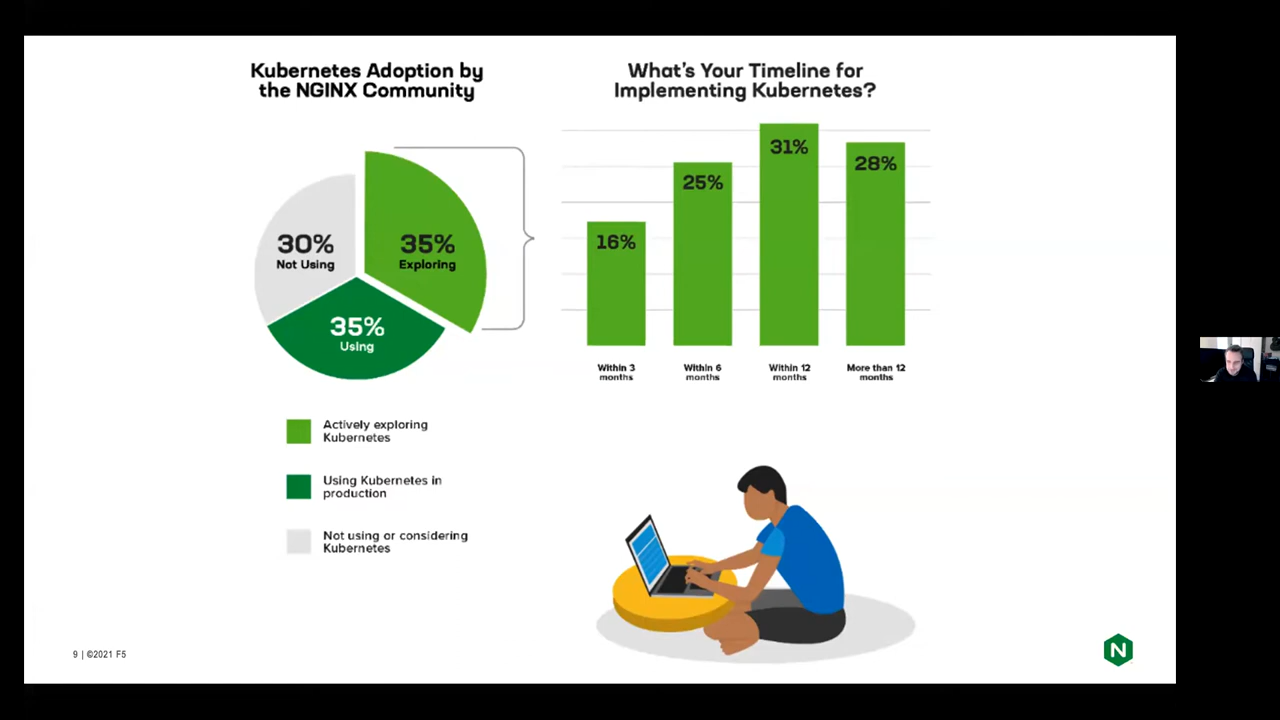 Kubernetes Adoption by
the NGINX Community
30%
Not Using
35%
Exploring
35%
Using
Actively exploring
Kubernetes
Using Kubernetes in
production
Not using or considering
Kubernetes
What's Your Timeline for
Implementing Kubernetes?
16%
25%
31%
28%
Within 3
months
Within 6
months
Within 12
months
More than 12
months
9 | ©2021 F5
N